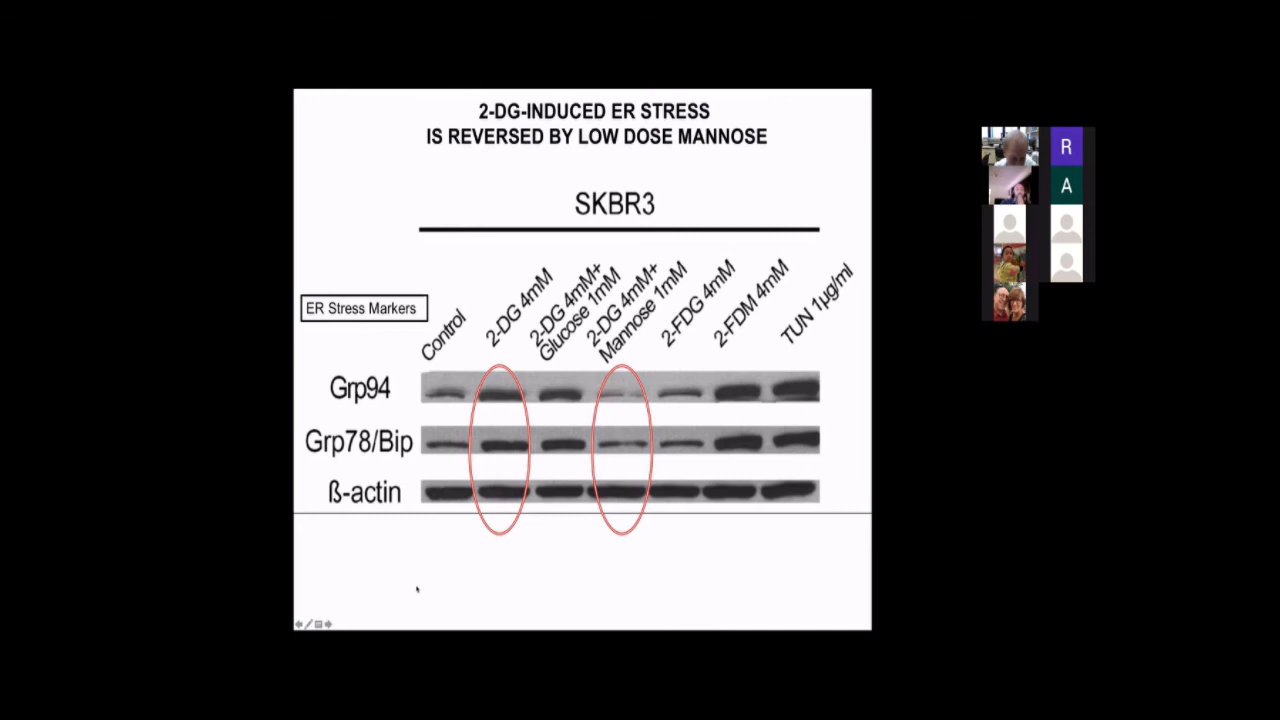 2-DG-INDUCED ER STRESS
IS REVERSED BY LOW DOSE MANNOSE
SKBR3
ER Stress Markers
Control
2-DG 4mM
2-DG 4mM+
Glucose 1mM
2-DG 4mM+
Mannose 1mM
2-FDG 4mM
2-FDM 4mM
TUN 1µg/ml
Grp94
Grp78/Bip
ß-actin
R
A